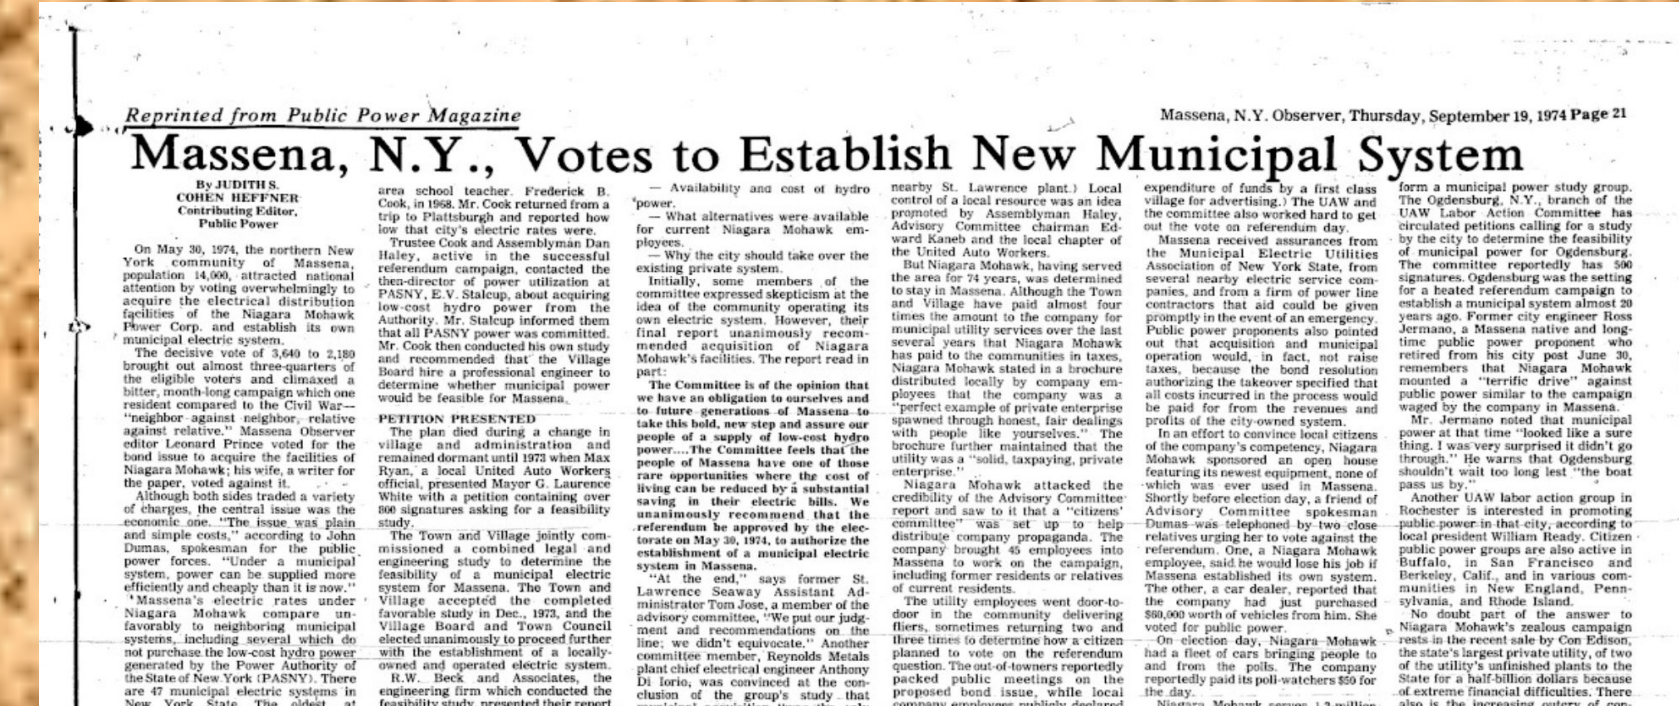 Reprinted from Public Power Magazine
Massena, N.Y. Observer, Thursday, September 19, 1974 Page 21
Massena, N.Y., Votes to Establish New Municipal System
By JUDITH S.
COHEN HEFFNER
Contributing Editor,
Public Power
On May 30, 1974, the northern New
York community of Massena,
population 14,000, attracted national
attention by voting overwhelmingly to
acquire the electrical distribution
facilities of the Niagara Mohawk
Power Corp. and establish its own
municipal electric system.
The decisive vote of 3,640 to 2,180
brought out almost three-quarters of
the eligible voters and climaxed a
bitter, month-long campaign which one
resident compared to the Civil War—
"neighbor against neighbor, relative
against relative." Massena Observer
editor Leonard Prince voted for the
bond issue to acquire the facilities of
Niagara Mohawk; his wife, a writer for
the paper, voted against it.
Although both sides traded a variety
of charges, the central issue was the
economic one. "The issue was plain
and simple costs," according to John
Dumas, spokesman for the public
power forces. "Under a municipal
system, power can be supplied more
efficiently and cheaply than it is now."
Massena's electric rates under
Niagara Mohawk compare un-
favorably to neighboring municipal
systems, including several which do
not purchase the low-cost hydro power
generated by the Power Authority of
the State of New York (PASNY). There
are 47 municipal electric systems in
New York State. The oldest, at
area school teacher. Frederick B.
Cook, in 1968. Mr. Cook returned from a
trip to Plattsburgh and reported how
low that city's electric rates were.
Trustee Cook and Assemblyman Dan
Haley, active in the successful
referendum campaign, contacted the
then-director of power utilization at
PASNY, E.V. Stalcup, about acquiring
low-cost hydro power from the
Authority. Mr. Stalcup informed them
that all PASNY power was committed.
Mr. Cook then conducted his own study
and recommended that the Village
Board hire a professional engineer to
determine whether municipal power
would be feasible for Massena.
PETITION PRESENTED
The plan died during a change in
village and administration and
remained dormant until 1973 when Max
Ryan, a local United Auto Workers
official, presented Mayor G. Laurence
White with a petition containing over
800 signatures asking for a feasibility
study.
The Town and Village jointly com-
missioned a combined legal and
engineering study to determine the
feasibility of a municipal electric
system for Massena. The Town and
Village accepted the completed
favorable study in Dec., 1973, and the
Village Board and Town Council
elected unanimously to proceed further
with the establishment of a locally-
owned and operated electric system.
R.W. Beck and Associates, the
engineering firm which conducted the
feasibility study, presented their report
— Availability and cost of hydro
power.
— What alternatives were available
for current Niagara Mohawk em-
ployees.
— Why the city should take over the
existing private system.
Initially, some members of the
committee expressed skepticism at the
idea of the community operating its
own electric system. However, their
final report unanimously recom-
mended acquisition of Niagara
Mohawk's facilities. The report read in
part:
The Committee is of the opinion that
we have an obligation to ourselves and
to future generations of Massena to
take this bold, new step and assure our
people of a supply of low-cost hydro
power....The Committee feels that the
people of Massena have one of those
rare opportunities where the cost of
living can be reduced by a substantial
saving in their electric bills. We
unanimously recommend that the
referendum be approved by the elec-
torate on May 30, 1974, to authorize the
establishment of a municipal electric
system in Massena.
"At the end," says former St.
Lawrence Seaway Assistant Ad-
ministrator Tom Jose, a member of the
advisory committee, "We put our judg-
ment and recommendations on the
line; we didn't equivocate." Another
committee member, Reynolds Metals
plant chief electrical engineer Anthony
Di Iorio, was convinced at the con-
clusion of the group's study that
nearby St. Lawrence plant.) Local
control of a local resource was an idea
promoted by Assemblyman Haley,
Advisory Committee chairman Ed-
ward Kaneb and the local chapter of
the United Auto Workers.
But Niagara Mohawk, having served
the area for 74 years, was determined
to stay in Massena. Although the Town
and Village have paid almost four
times the amount to the company for
municipal utility services over the last
several years that Niagara Mohawk
has paid to the communities in taxes,
Niagara Mohawk stated in a brochure
distributed locally by company em-
ployees that the company was a
"perfect example of private enterprise
spawned through honest, fair dealings
with people like yourselves." The
brochure further maintained that the
utility was a "solid, taxpaying, private
enterprise."
Niagara Mohawk attacked the
credibility of the Advisory Committee
report and saw to it that a "citizens'
committee" was set up to help
distribute company propaganda. The
company brought 45 employees into
Massena to work on the campaign,
including former residents or relatives
of current residents.
The utility employees went door-to-
door in the community delivering
fliers, sometimes returning two and
three times to determine how a citizen
planned to vote on the referendum
question. The out-of-towners reportedly
packed public meetings on the
proposed bond issue, while local
company employees publicly declared
expenditure of funds by a first class
village for advertising.) The UAW and
the committee also worked hard to get
out the vote on referendum day.
Massena received assurances from
the Municipal Electric Utilities
Association of New York State, from
several nearby electric service com-
panies, and from a firm of power line
contractors that aid could be given
promptly in the event of an emergency.
Public power proponents also pointed
out that acquisition and municipal
operation would, in fact, not raise
taxes, because the bond resolution
authorizing the takeover specified that
all costs incurred in the process would
be paid for from the revenues and
profits of the city-owned system.
In an effort to convince local citizens
of the company's competency, Niagara
Mohawk sponsored an open house
featuring its newest equipment, none of
which was ever used in Massena.
Shortly before election day, a friend of
Advisory Committee spokesman
Dumas was telephoned by two close
relatives urging her to vote against the
referendum. One, a Niagara Mohawk
employee, said he would lose his job if
Massena established its own system.
The other, a car dealer, reported that
the company had just purchased
$60,000 worth of vehicles from him. She
voted for public power.
On election day, Niagara Mohawk
had a fleet of cars bringing people to
and from the polls. The company
reportedly paid its poll-watchers $50 for
the day.
form a municipal power study group.
The Ogdensburg, N.Y., branch of the
UAW Labor Action Committee has
circulated petitions calling for a study
by the city to determine the feasibility
of municipal power for Ogdensburg.
The committee reportedly has 500
signatures. Ogdensburg was the setting
for a heated referendum campaign to
establish a municipal system almost 20
years ago. Former city engineer Ross
Jermano, a Massena native and long-
time public power proponent who
retired from his city post June 30,
remembers that Niagara Mohawk
mounted a "terrific drive" against
public power similar to the campaign
waged by the company in Massena.
Mr. Jermano noted that municipal
power at that time "looked like a sure
thing. I was very surprised it didn't go
through." He warns that Ogdensburg
shouldn't wait too long lest "the boat
pass us by."
Another UAW labor action group in
Rochester is interested in promoting
public power in that city, according to
local president William Ready. Citizen
public power groups are also active in
Buffalo, in San Francisco and
Berkeley, Calif., and in various com-
munities in New England, Penn-
sylvania, and Rhode Island.
No doubt part of the answer to
Niagara Mohawk's zealous campaign
rests in the recent sale by Con Edison,
the state's largest private utility, of two
of the utility's unfinished plants to the
State for a half-billion dollars because
of extreme financial difficulties. There